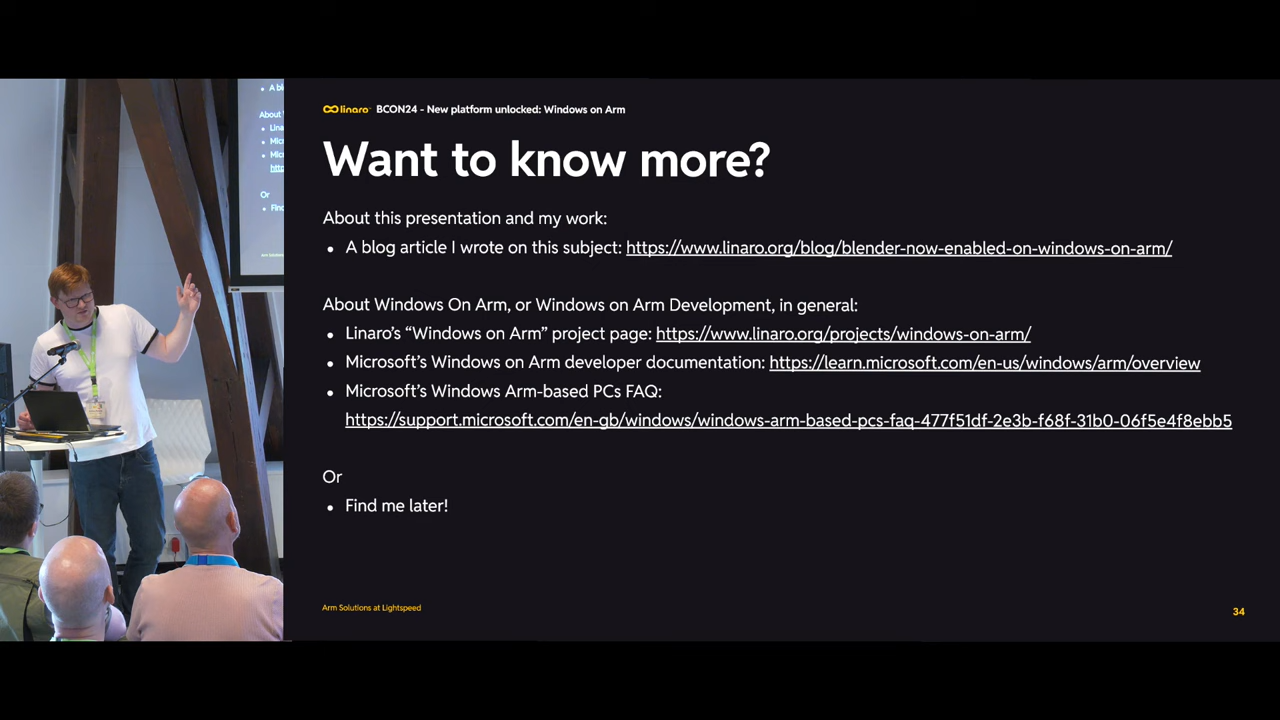 linaro BCON24 - New platform unlocked: Windows on Arm
Want to know more?
About this presentation and my work:
• A blog article I wrote on this subject: https://www.linaro.org/blog/blender-now-enabled-on-windows-on-arm/
About Windows On Arm, or Windows on Arm Development, in general:
• Linaro's “Windows on Arm” project page: https://www.linaro.org/projects/windows-on-arm/
• Microsoft's Windows on Arm developer documentation: https://learn.microsoft.com/en-us/windows/arm/overview
• Microsoft's Windows Arm-based PCs FAQ:
https://support.microsoft.com/en-gb/windows/windows-arm-based-pcs-faq-477f51df-2e3b-f68f-31b0-06f5e4f8ebb5
Or
• Find me later!
Arm Solutions at Lightspeed
34